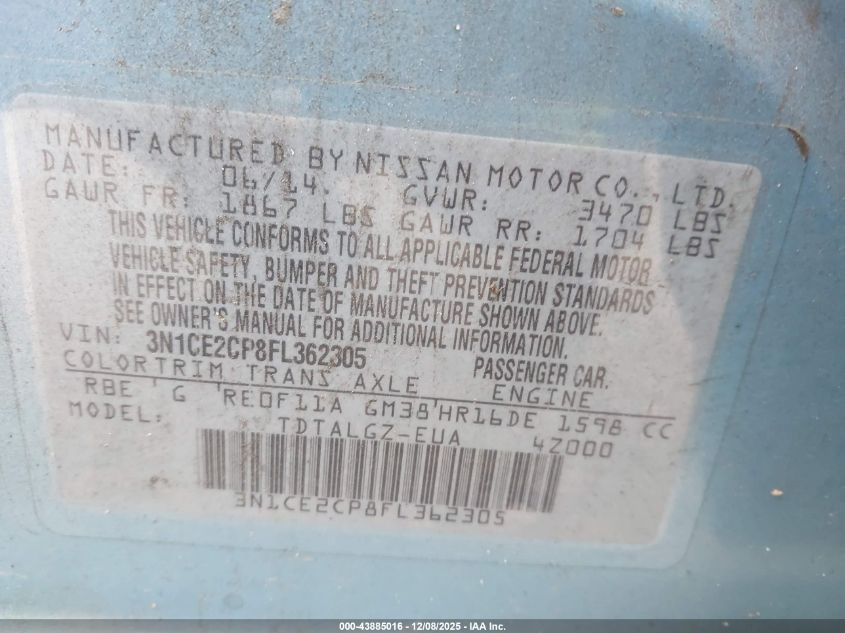 MANUFACTURED BY NISSAN MOTOR CO., LTD.
DATE: 06/14. GVWR: 3470 LBS
GAWR FR: 1867 LBS GAWR RR: 1704 LBS
THIS VEHICLE CONFORMS TO ALL APPLICABLE FEDERAL MOTOR
VEHICLE SAFETY, BUMPER AND THEFT PREVENTION STANDARDS
IN EFFECT ON THE DATE OF MANUFACTURE SHOWN ABOVE.
SEE OWNER'S MANUAL FOR ADDITIONAL INFORMATION.
VIN: 3N1CE2CP8FL362305 PASSENGER CAR.
COLOR TRIM TRANS AXLE ENGINE
RBE G RE0F11A GM38 HR16DE 1598 CC
MODEL: TDTALGZ-EUA 4Z000
3N1CE2CP8FL362305
000-43885016 - 12/08/2025 - IAA Inc.